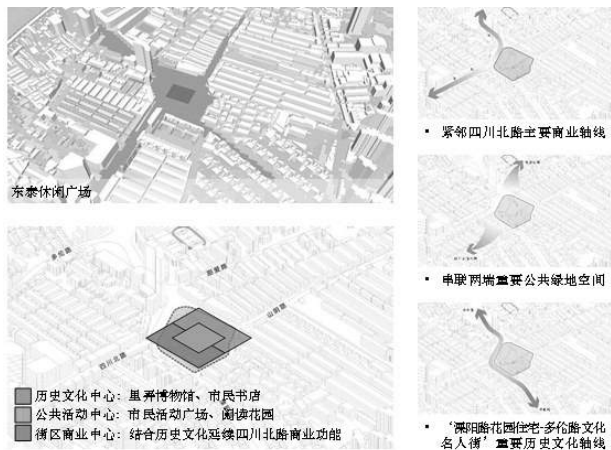 东泰休闲广场
多伦路
溧阳路
山阴路
四川北路
历史文化中心：里弄博物馆、市民书店
公共活动中心：市民活动广场、阅读花园
街区商业中心：结合历史文化延续四川北路商业功能
▪ 紧邻四川北路主要商业轴线
▪ 串联两端重要公共绿地空间
▪ ‘溧阳路花园住宅-多伦路文化
名人街’重要历史文化轴线